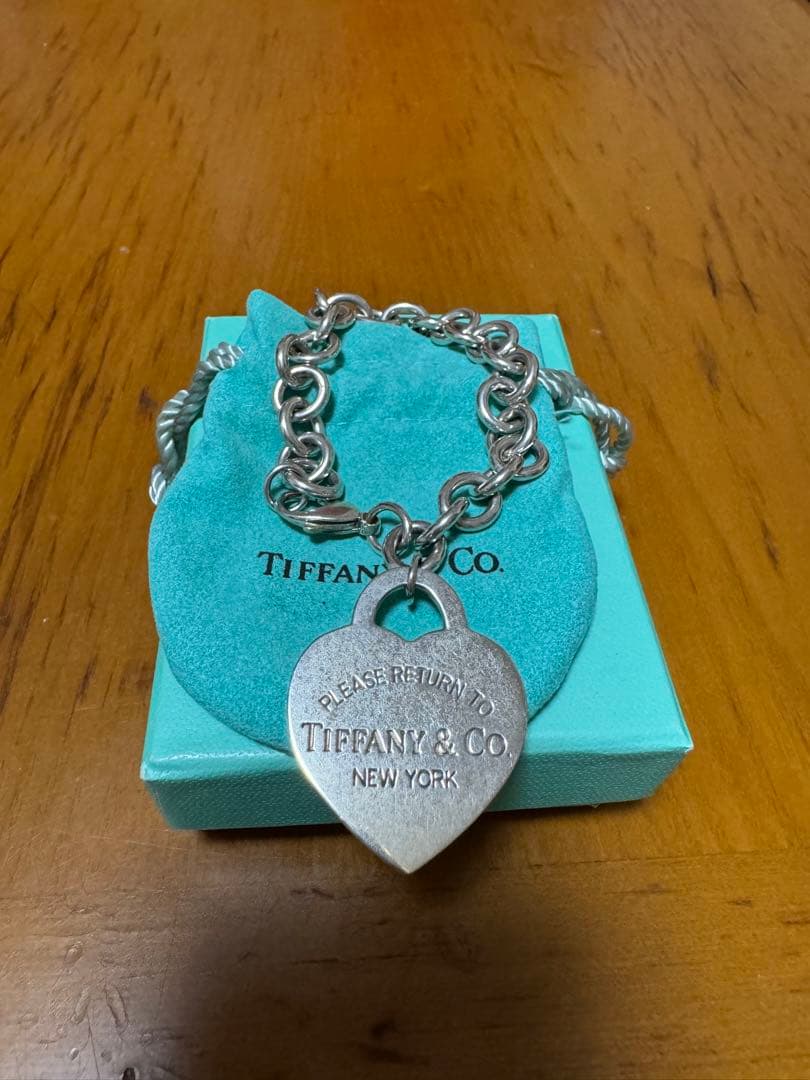 TIFFANY & CO.
PLEASE RETURN TO
TIFFANY & CO.
NEW YORK